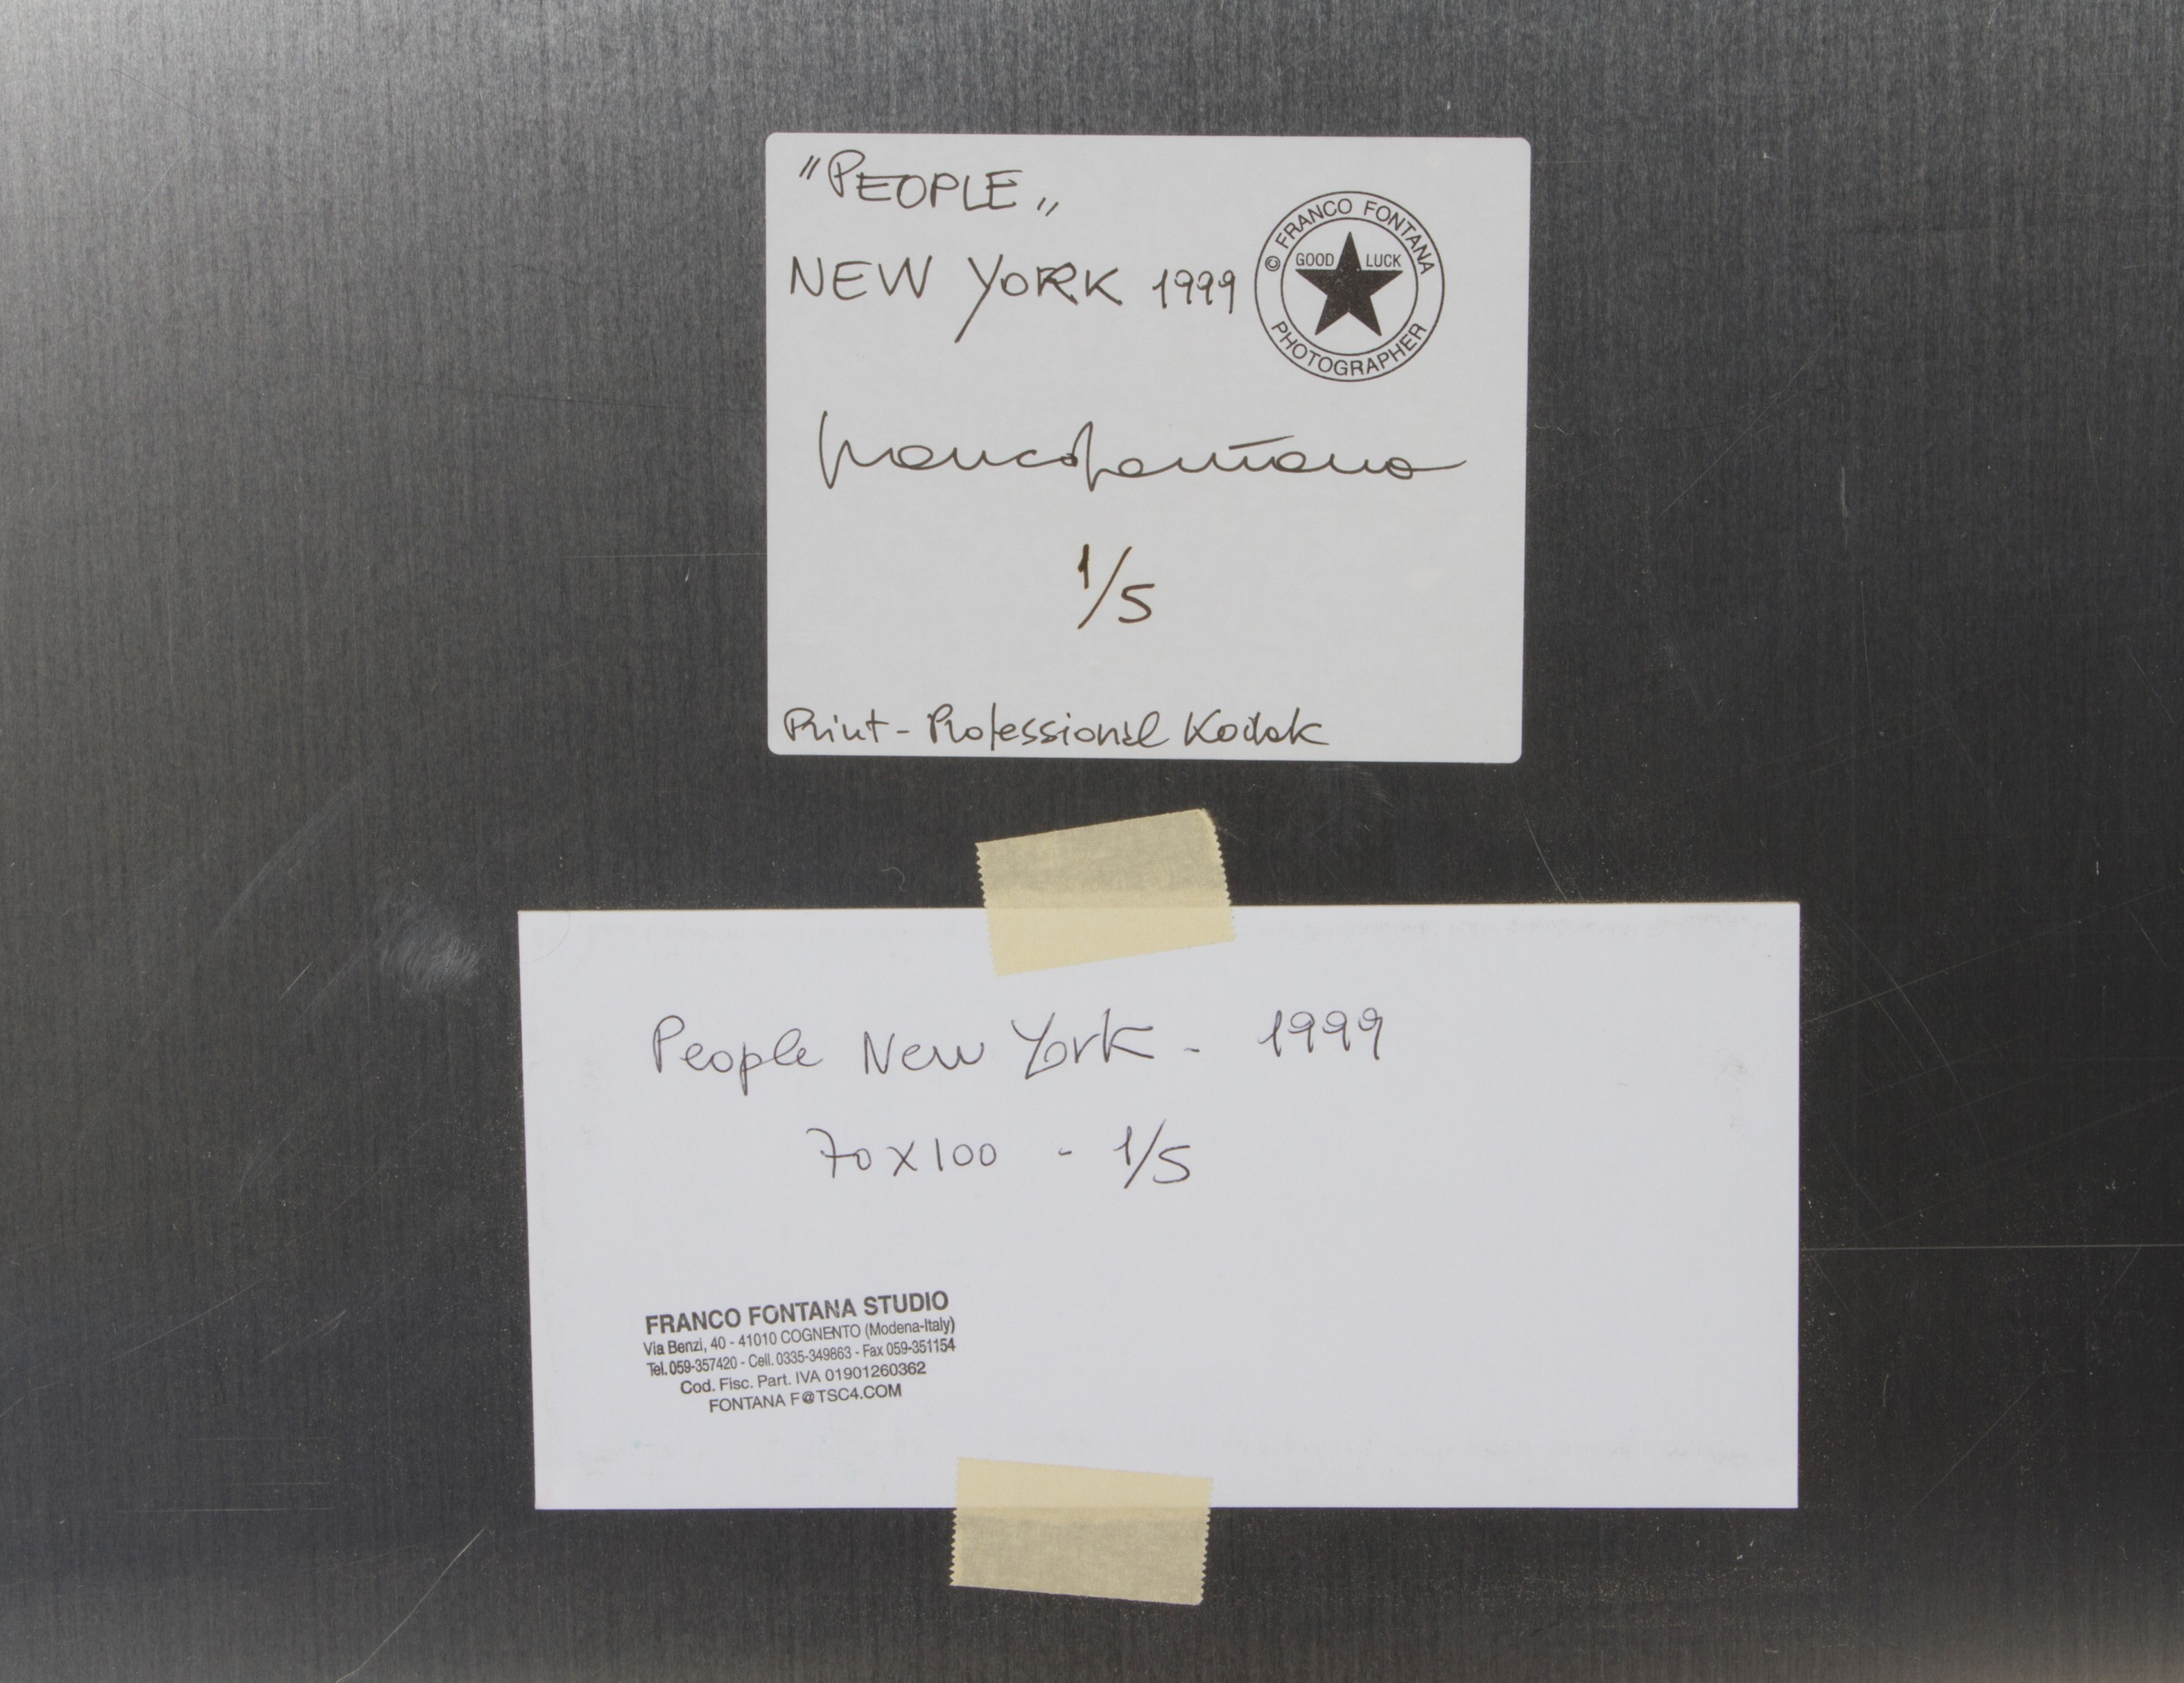 "PEOPLE"
NEW YORK 1999
© FRANCO FONTANA
GOOD LUCK
PHOTOGRAPHER
francofontana
1/5
Print - Professional Kodak
People New York - 1999
70x100 - 1/5
FRANCO FONTANA STUDIO
Via Benzi, 40 - 41010 COGNENTO (Modena-Italy)
Tel. 059-357420 - Cell. 0335-349863 - Fax 059-351154
Cod. Fisc. Part. IVA 01901260362
FONTANA F@TSC4.COM